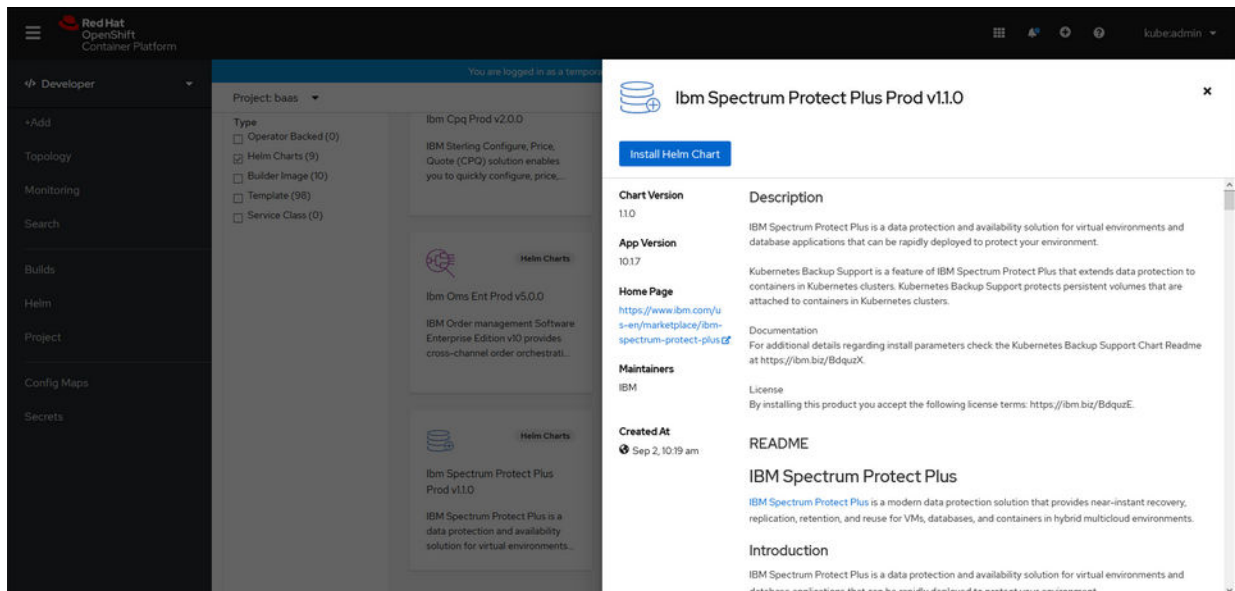 Red Hat
OpenShift
Container Platform
kube:admin
Developer
+Add
Topology
Monitoring
Search
Builds
Helm
Project
Config Maps
Secrets
You are logged in as a tempora
Project: baas
Type
Operator Backed (0)
Helm Charts (9)
Builder Image (10)
Template (98)
Service Class (0)
Ibm Cpq Prod v2.0.0
IBM Sterling Configure, Price,
Quote (CPQ) solution enables
you to quickly configure, price,...
Helm Charts
Ibm Oms Ent Prod v5.0.0
IBM Order management Software
Enterprise Edition v10 provides
cross-channel order orchestrati...
Helm Charts
Ibm Spectrum Protect Plus
Prod v1.1.0
IBM Spectrum Protect Plus is a
data protection and availability
solution for virtual environments...
Ibm Spectrum Protect Plus Prod v1.1.0
Install Helm Chart
Chart Version
1.1.0
App Version
10.1.7
Home Page
https://www.ibm.com/u
s-en/marketplace/ibm-
spectrum-protect-plus
Maintainers
IBM
Created At
Sep 2, 10:19 am
Description
IBM Spectrum Protect Plus is a data protection and availability solution for virtual environments and
database applications that can be rapidly deployed to protect your environment.
Kubernetes Backup Support is a feature of IBM Spectrum Protect Plus that extends data protection to
containers in Kubernetes clusters. Kubernetes Backup Support protects persistent volumes that are
attached to containers in Kubernetes clusters.
Documentation
For additional details regarding install parameters check the Kubernetes Backup Support Chart Readme
at https://ibm.biz/BdquzX.
License
By installing this product you accept the following license terms: https://ibm.biz/BdquzE.
README
IBM Spectrum Protect Plus
IBM Spectrum Protect Plus is a modern data protection solution that provides near-instant recovery,
replication, retention, and reuse for VMs, databases, and containers in hybrid multicloud environments.
Introduction
IBM Spectrum Protect Plus is a data protection and availability solution for virtual environments and
database applications that can be rapidly deployed to protect your environment.